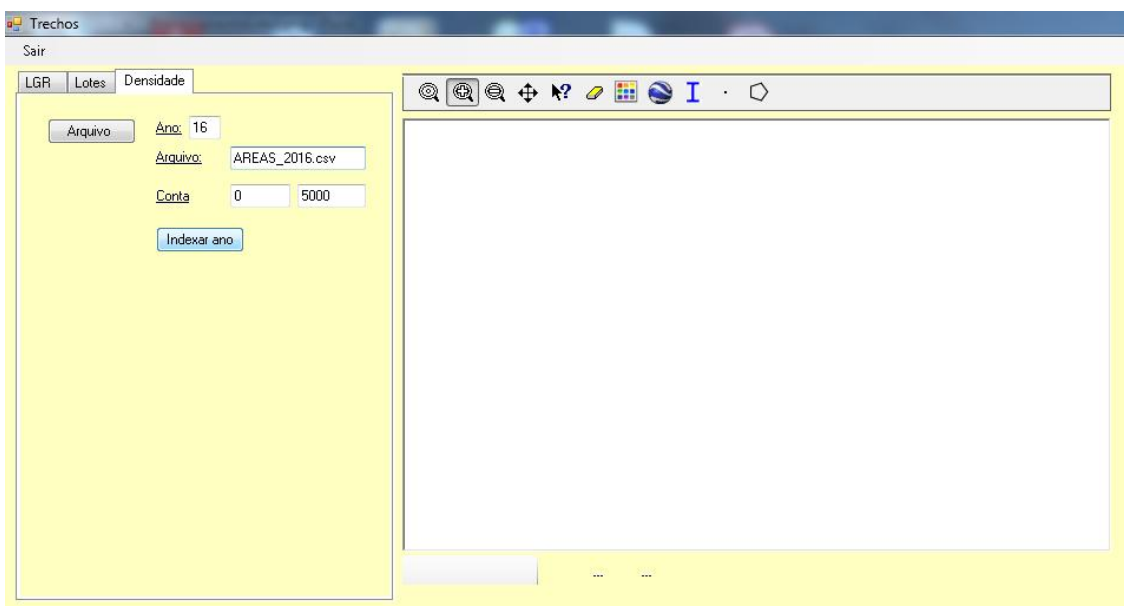 Trechos
Sair
LGR Lotes Densidade
Arquivo Ano: 16
Arquivo: AREAS_2016.csv
Conta 0 5000
Indexar ano
... ...